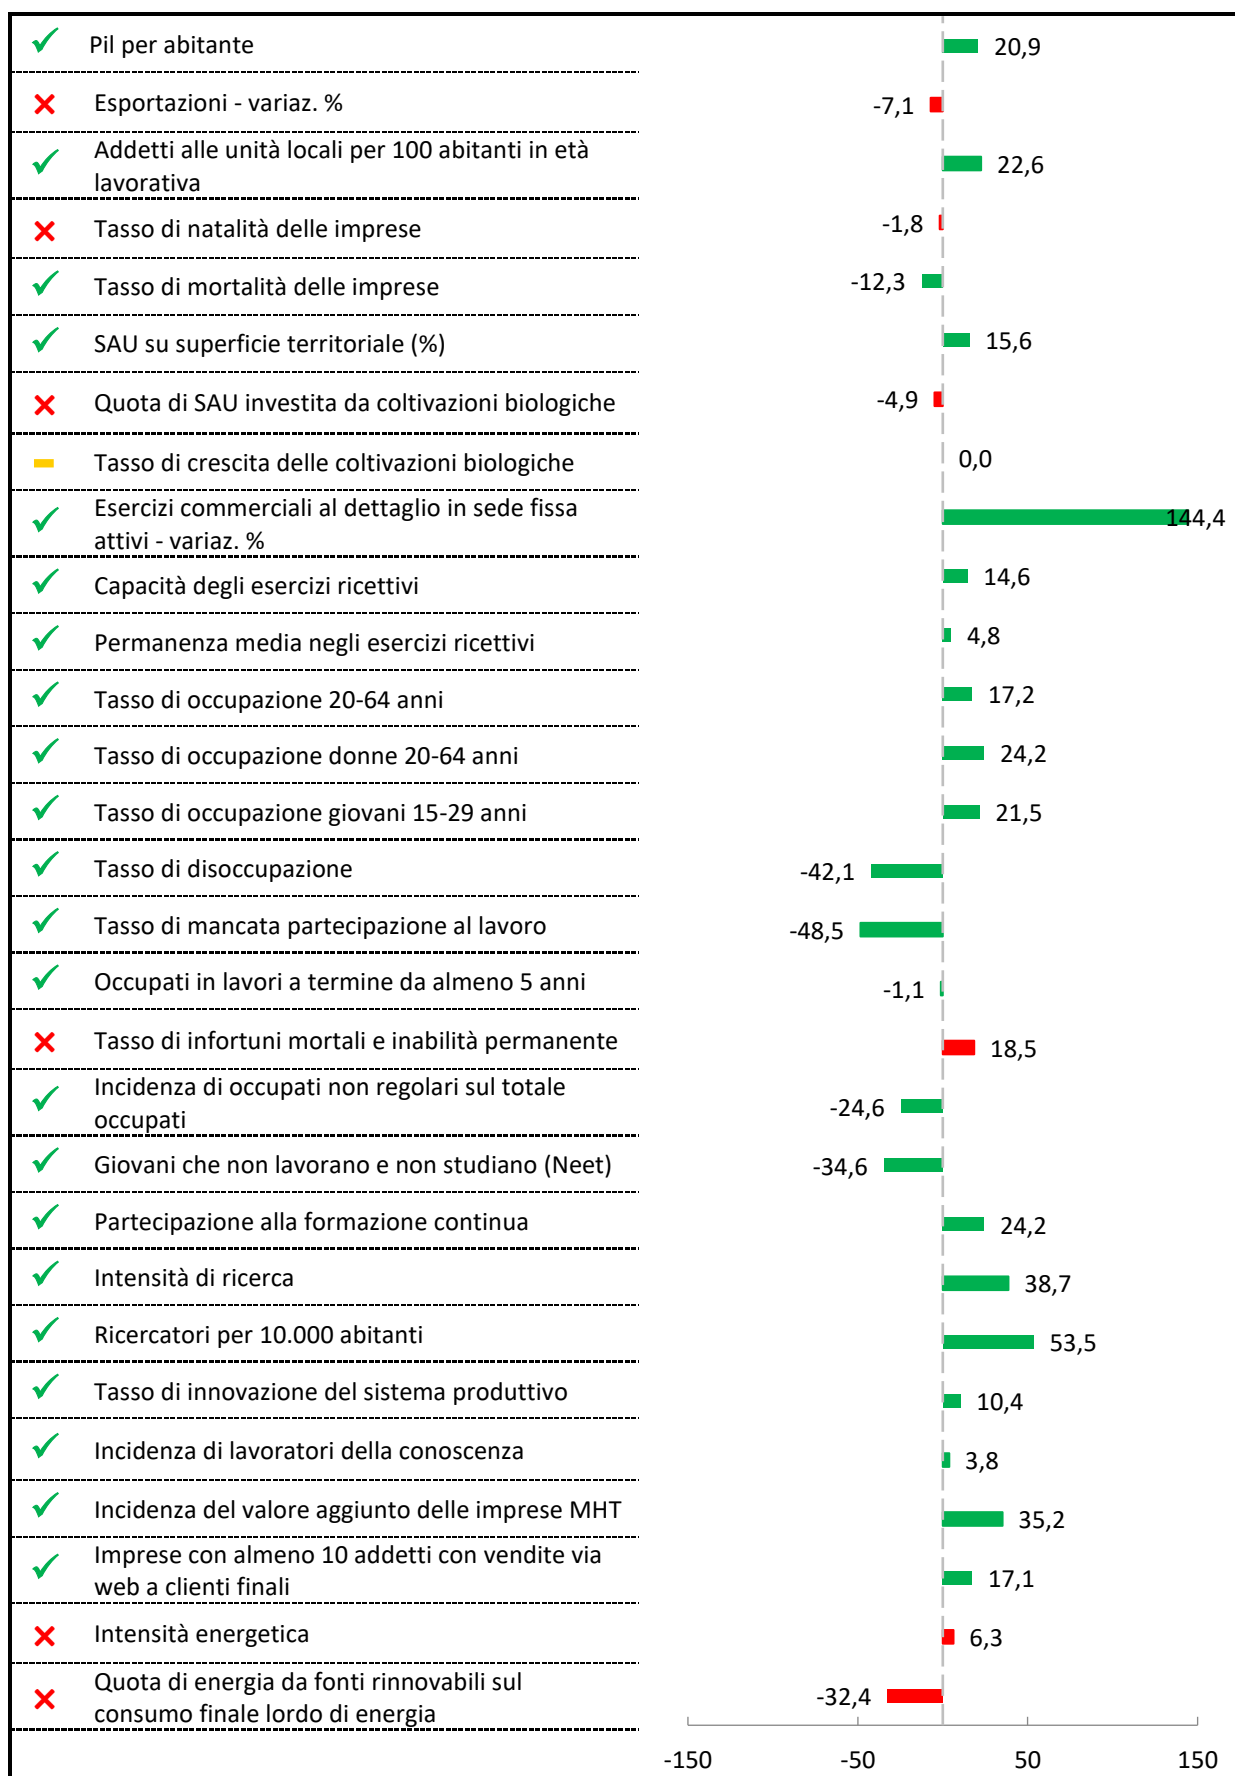 Pil per abitante 20,9
Esportazioni - variaz. % -7,1
Addetti alle unità locali per 100 abitanti in età
lavorativa 22,6
Tasso di natalità delle imprese -1,8
Tasso di mortalità delle imprese -12,3
SAU su superficie territoriale (%) 15,6
Quota di SAU investita da coltivazioni biologiche -4,9
Tasso di crescita delle coltivazioni biologiche 0,0
Esercizi commerciali al dettaglio in sede fissa
attivi - variaz. % 144,4
Capacità degli esercizi ricettivi 14,6
Permanenza media negli esercizi ricettivi 4,8
Tasso di occupazione 20-64 anni 17,2
Tasso di occupazione donne 20-64 anni 24,2
Tasso di occupazione giovani 15-29 anni 21,5
Tasso di disoccupazione -42,1
Tasso di mancata partecipazione al lavoro -48,5
Occupati in lavori a termine da almeno 5 anni -1,1
Tasso di infortuni mortali e inabilità permanente 18,5
Incidenza di occupati non regolari sul totale
occupati -24,6
Giovani che non lavorano e non studiano (Neet) -34,6
Partecipazione alla formazione continua 24,2
Intensità di ricerca 38,7
Ricercatori per 10.000 abitanti 53,5
Tasso di innovazione del sistema produttivo 10,4
Incidenza di lavoratori della conoscenza 3,8
Incidenza del valore aggiunto delle imprese MHT 35,2
Imprese con almeno 10 addetti con vendite via
web a clienti finali 17,1
Intensità energetica 6,3
Quota di energia da fonti rinnovabili sul
consumo finale lordo di energia -32,4
-150 -50 50 150